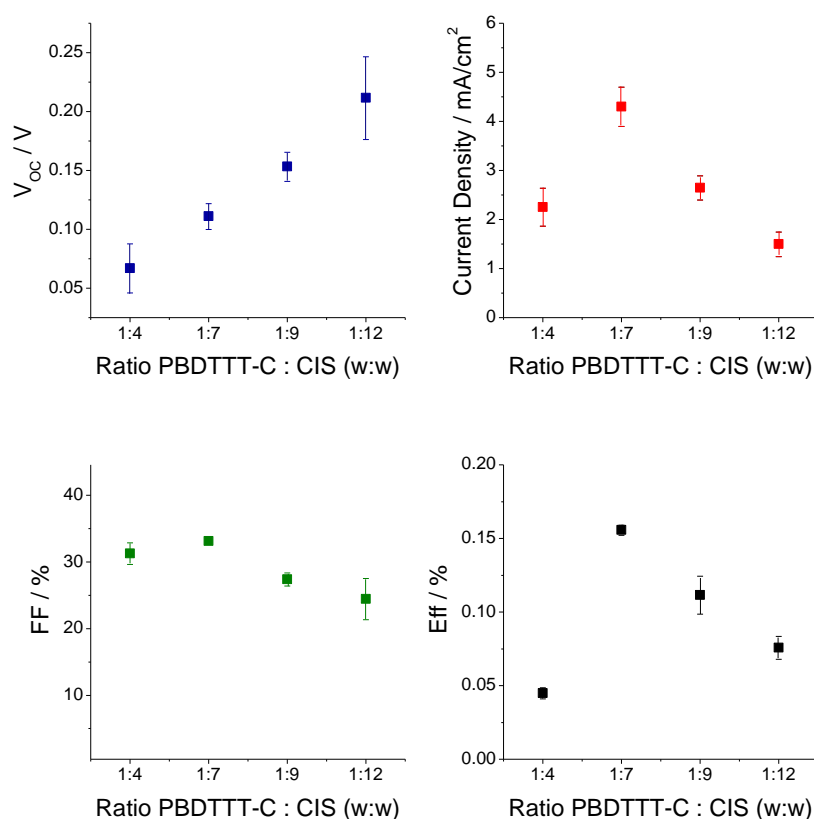 V_OC / V
0.25
0.20
0.15
0.10
0.05
1:4 1:7 1:9 1:12
Ratio PBDTTT-C : CIS (w:w)
Current Density / mA/cm²
6
5
4
3
2
1
0
1:4 1:7 1:9 1:12
Ratio PBDTTT-C : CIS (w:w)
FF / %
40
30
20
10
1:4 1:7 1:9 1:12
Ratio PBDTTT-C : CIS (w:w)
Eff / %
0.20
0.15
0.10
0.05
0.00
1:4 1:7 1:9 1:12
Ratio PBDTTT-C : CIS (w:w)